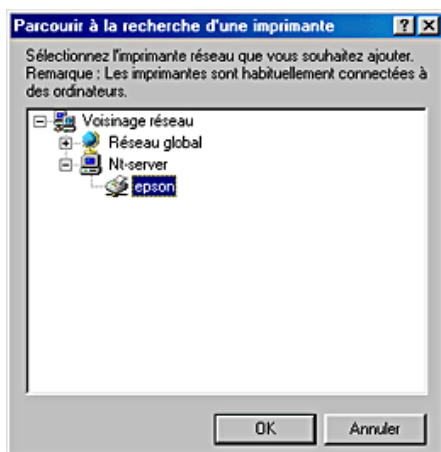 Parcourir à la recherche d'une imprimante
Sélectionnez l'imprimante réseau que vous souhaitez ajouter.
Remarque : Les imprimantes sont habituellement connectées à
des ordinateurs.
Voisinage réseau
Réseau global
Nt-server
epson
OK
Annuler